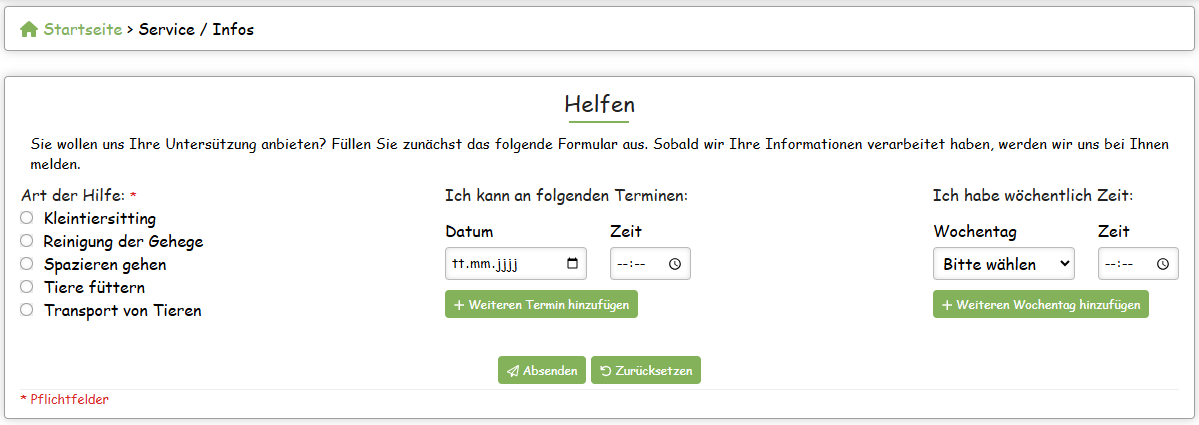 Startseite > Service / Infos
Helfen
Sie wollen uns Ihre Untersützung anbieten? Füllen Sie zunächst das folgende Formular aus. Sobald wir Ihre Informationen verarbeitet haben, werden wir uns bei Ihnen
melden.
Art der Hilfe: *
Kleintiersitting
Reinigung der Gehege
Spazieren gehen
Tiere füttern
Transport von Tieren
Ich kann an folgenden Terminen:
Datum Zeit
tt.mm.jjjj --:--
+ Weiteren Termin hinzufügen
Ich habe wöchentlich Zeit:
Wochentag Zeit
Bitte wählen --:--
+ Weiteren Wochentag hinzufügen
Absenden Zurücksetzen
* Pflichtfelder